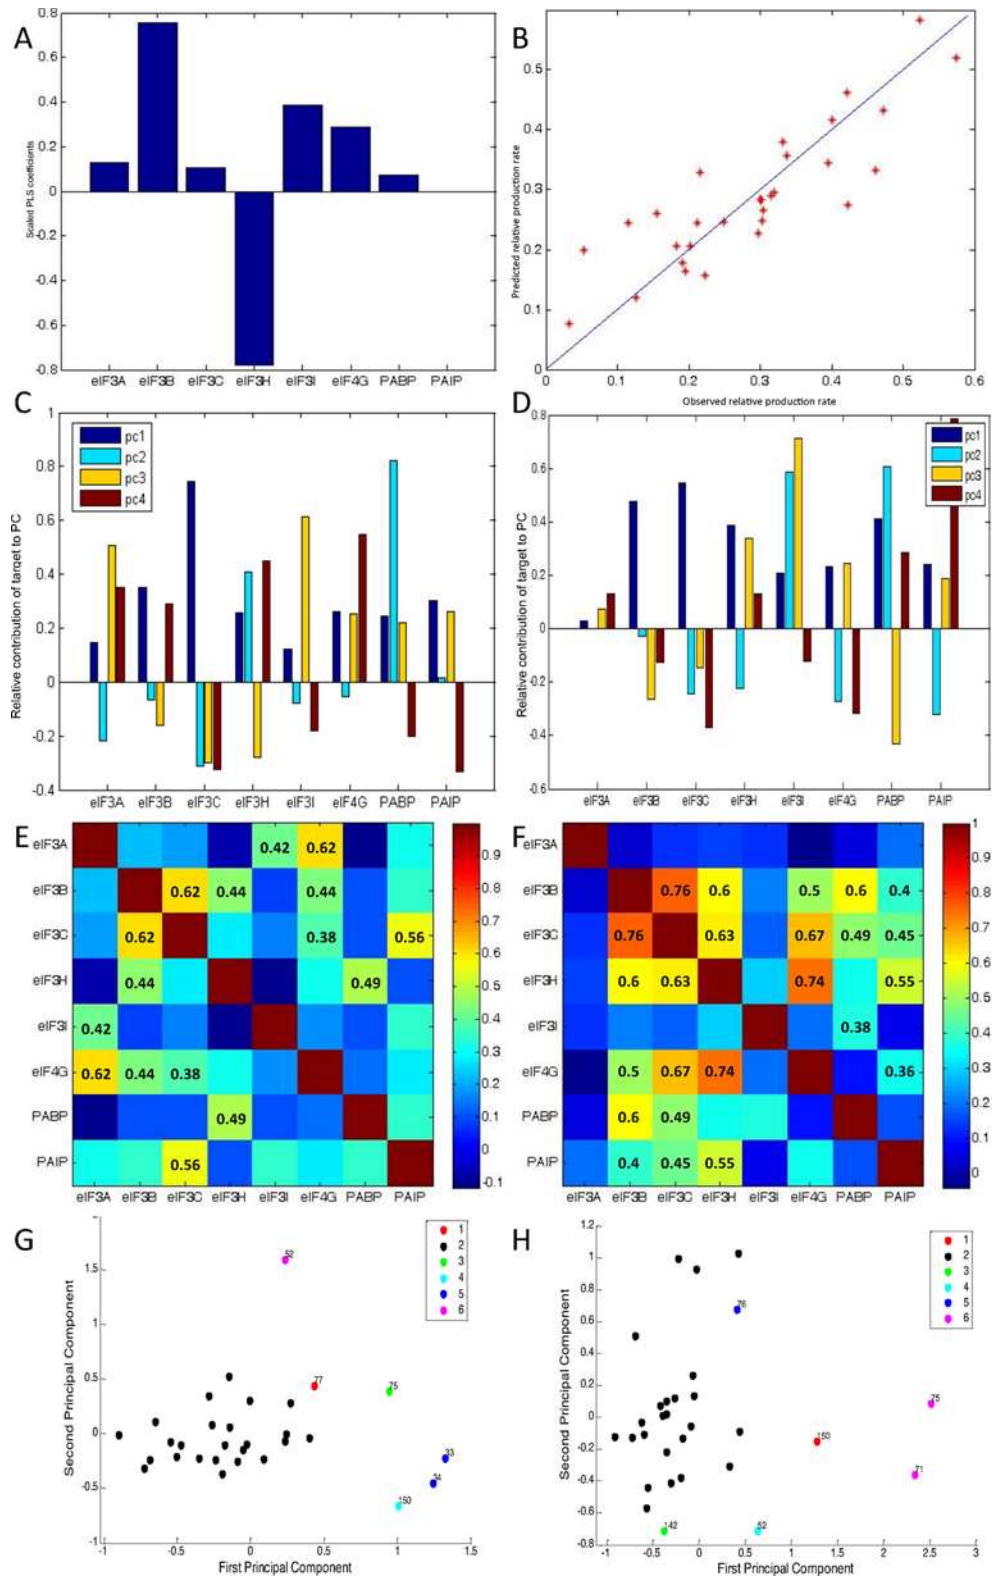 A
0.8
0.6
0.4
0.2
0
-0.2
-0.4
-0.6
-0.8
Scaled PLS coefficients
eIF3A eIF3B eIF3C eIF3H eIF3I eIF4G PABP PAIP
B
0.5
0.4
0.3
0.2
0.1
0
Predicted relative production rate
0 0.1 0.2 0.3 0.4 0.5 0.6
Observed relative production rate
C
1
0.8
0.6
0.4
0.2
0
-0.2
-0.4
Relative contribution of target to PC
pc1
pc2
pc3
pc4
eIF3A eIF3B eIF3C eIF3H eIF3I eIF4G PABP PAIP
D
0.8
0.6
0.4
0.2
0
-0.2
-0.4
-0.6
Relative contribution of target to PC
pc1
pc2
pc3
pc4
eIF3A eIF3B eIF3C eIF3H eIF3I eIF4G PABP PAIP
E
eIF3A 0.42 0.62
eIF3B 0.62 0.44 0.44
eIF3C 0.62 0.38 0.56
eIF3H 0.44 0.49
eIF3I 0.42
eIF4G 0.62 0.44 0.38
PABP 0.49
PAIP 0.56
eIF3A eIF3B eIF3C eIF3H eIF3I eIF4G PABP PAIP
0.9
0.8
0.7
0.6
0.5
0.4
0.3
0.2
0.1
0
-0.1
F
eIF3A
eIF3B 0.76 0.6 0.5 0.6 0.4
eIF3C 0.76 0.63 0.67 0.49 0.45
eIF3H 0.6 0.63 0.74 0.55
eIF3I 0.38
eIF4G 0.5 0.67 0.74 0.36
PABP 0.6 0.49
PAIP 0.4 0.45 0.55
eIF3A eIF3B eIF3C eIF3H eIF3I eIF4G PABP PAIP
1
0.9
0.8
0.7
0.6
0.5
0.4
0.3
0.2
0.1
0
G
1.5
1
0.5
0
-0.5
-1
Second Principal Component
52
77
75
33
34
150
1
2
3
4
5
6
-1 -0.5 0 0.5 1 1.5
First Principal Component
H
1.2
1
0.8
0.6
0.4
0.2
0
-0.2
-0.4
-0.6
-0.8
Second Principal Component
76
75
150
71
142
52
1
2
3
4
5
6
-1 -0.5 0 0.5 1 1.5 2 2.5 3
First Principal Component